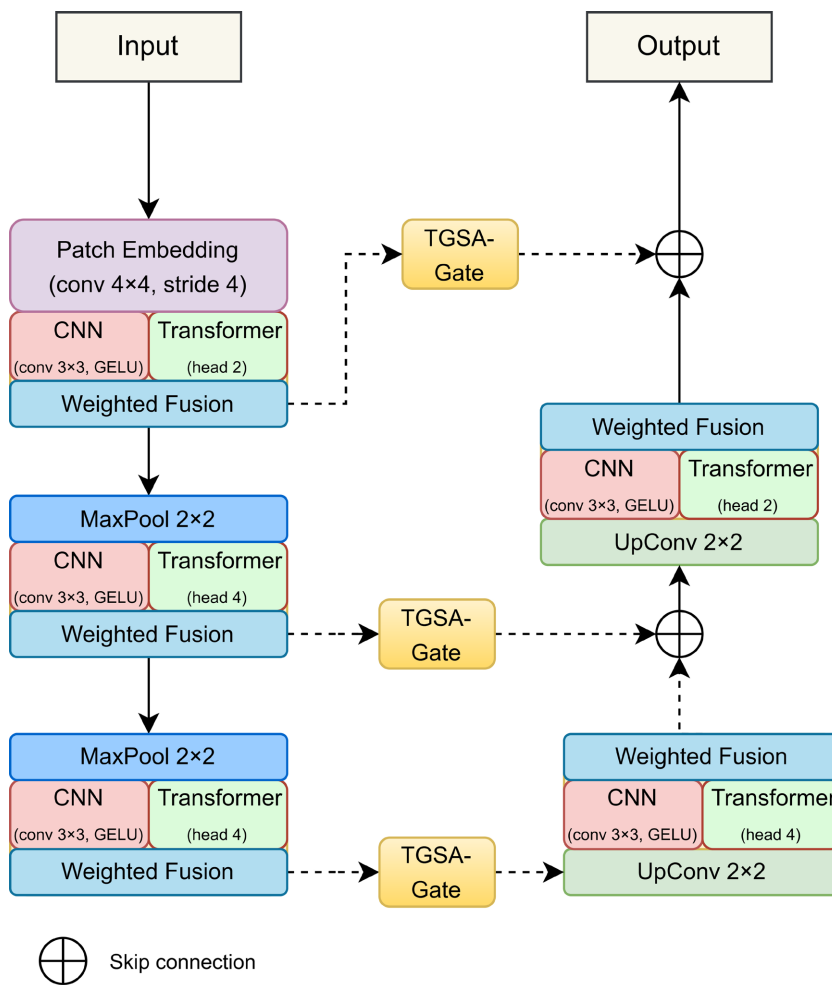 Input
Output
Patch Embedding
(conv 4×4, stride 4)
CNN
(conv 3×3, GELU)
Transformer
(head 2)
Weighted Fusion
TGSA-
Gate
MaxPool 2×2
CNN
(conv 3×3, GELU)
Transformer
(head 4)
Weighted Fusion
TGSA-
Gate
Weighted Fusion
CNN
(conv 3×3, GELU)
Transformer
(head 2)
UpConv 2×2
MaxPool 2×2
CNN
(conv 3×3, GELU)
Transformer
(head 4)
Weighted Fusion
TGSA-
Gate
Weighted Fusion
CNN
(conv 3×3, GELU)
Transformer
(head 4)
UpConv 2×2
Skip connection